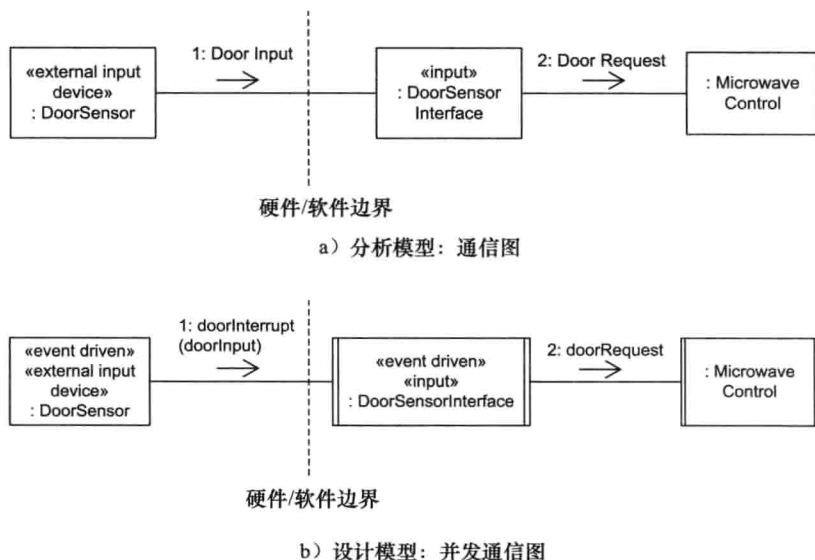 1: Door Input
«external input
device»
: DoorSensor
«input»
: DoorSensor
Interface
2: Door Request
: Microwave
Control
硬件/软件边界
a）分析模型：通信图
1: doorInterrupt
(doorInput)
«event driven»
«external input
device»
: DoorSensor
«event driven»
«input»
: DoorSensorInterface
2: doorRequest
: Microwave
Control
硬件/软件边界
b）设计模型：并发通信图